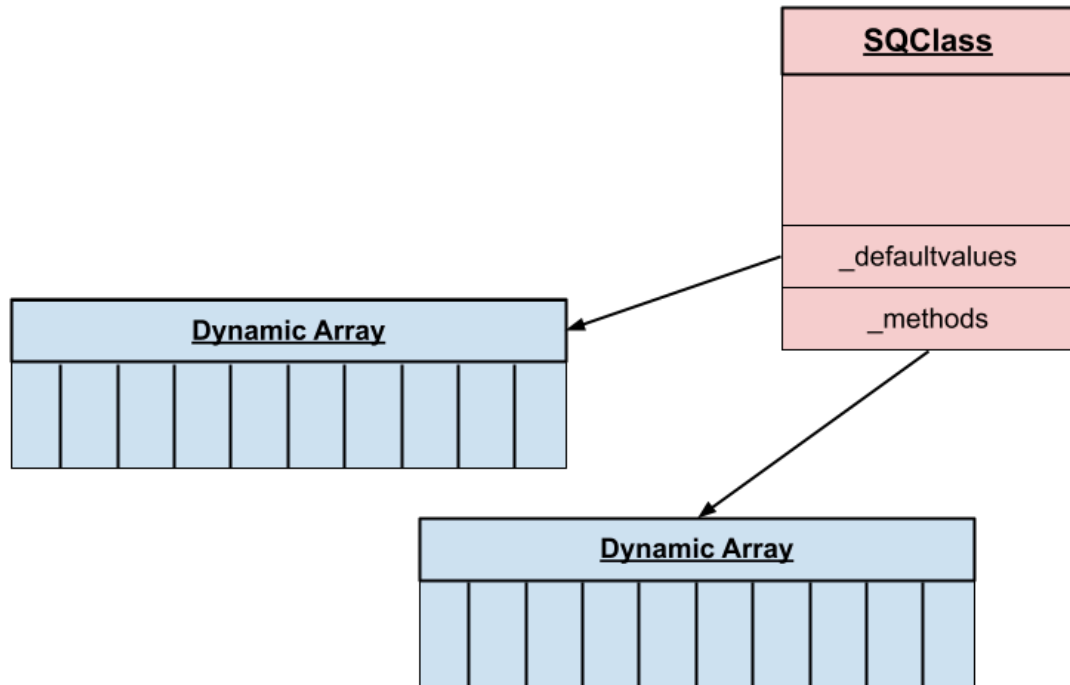 SQClass
_defaultvalues
_methods
Dynamic Array
Dynamic Array